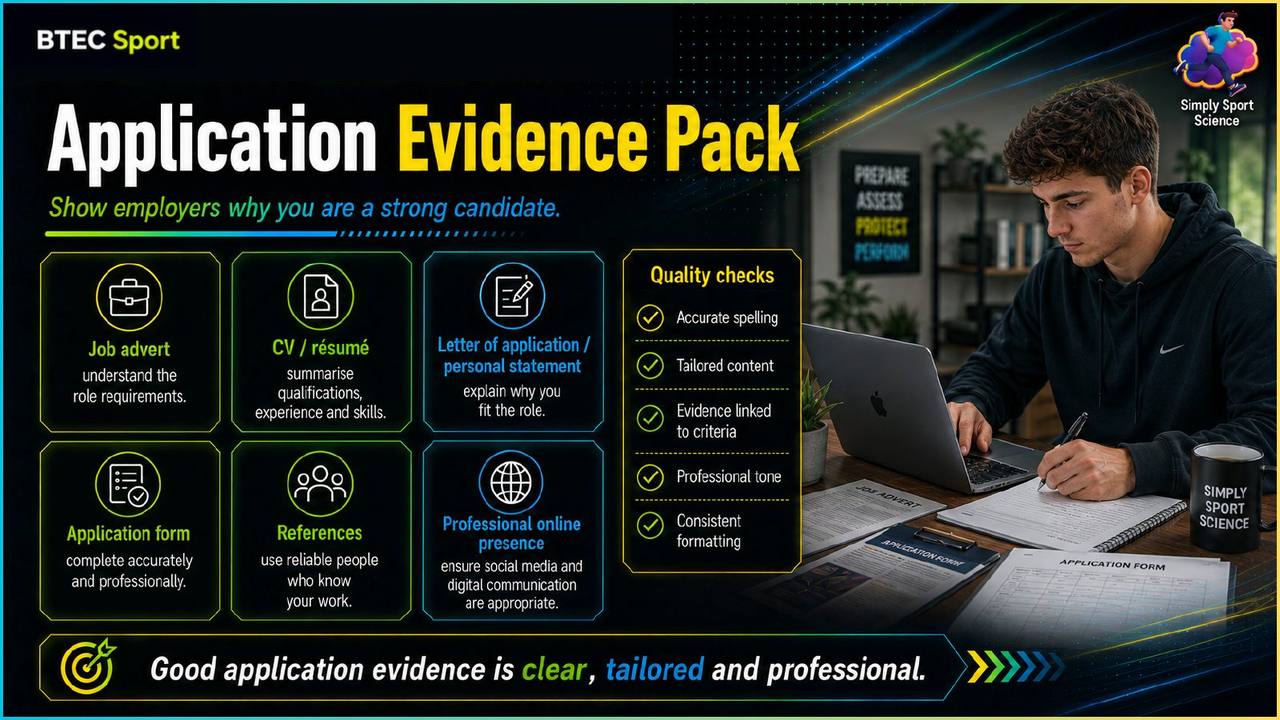 BTEC Sport
Simply Sport
Science
Application Evidence Pack
Show employers why you are a strong candidate.
Job advert
understand the
role requirements.
CV / résumé
summarise
qualifications,
experience and skills.
Letter of application /
personal statement
explain why you
fit the role.
Application form
complete accurately
and professionally.
References
use reliable people
who know
your work.
Professional online
presence
ensure social media and
digital communication
are appropriate.
Quality checks
Accurate spelling
Tailored content
Evidence linked
to criteria
Professional tone
Consistent
formatting
PREPARE
ASSESS
PROTECT
PERFORM
JOB ADVERT
APPLICATION FORM
APPLICATION FORM
SIMPLY
SPORT
SCIENCE
Good application evidence is clear, tailored and professional.